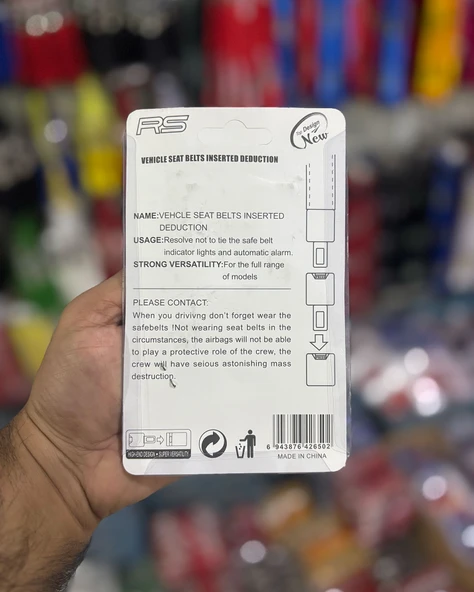 RS
The Design
New
VEHICLE SEAT BELTS INSERTED DEDUCTION
NAME:VEHCLE SEAT BELTS INSERTED
DEDUCTION
USAGE:Resolve not to tie the safe belt
indicator lights and automatic alarm.
STRONG VERSATILITY:For the full range
of models
PLEASE CONTACT:
When you drivivng don't forget wear the
safebelts !Not wearing seat belts in the
circumstances, the airbags will not be able
to play a protective role of the crew, the
crew will have seious astonishing mass
destruction.
HIGH-END DESIGN • SUPER VERSATILITY
6 943876 426502
MADE IN CHINA